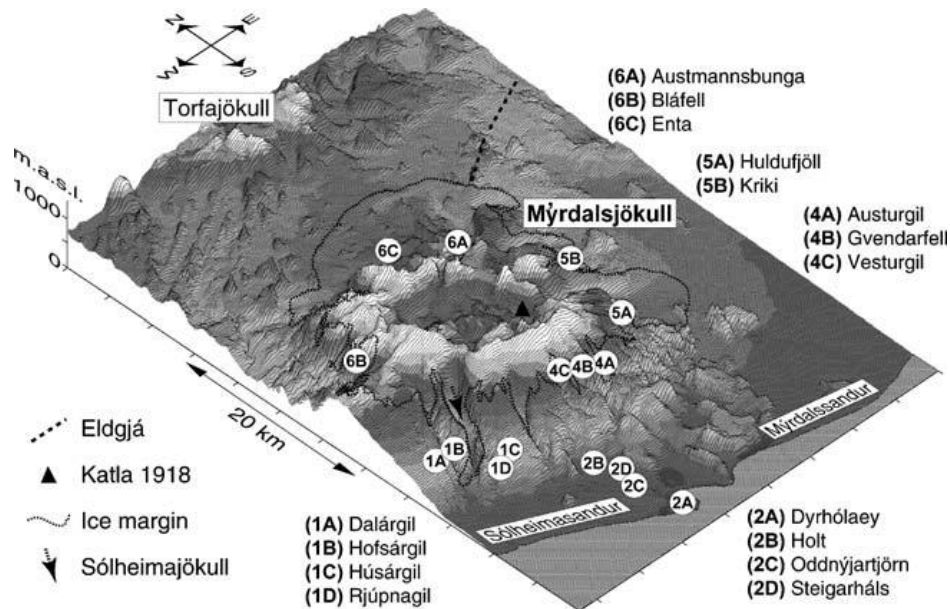 N
E
W
S
Torfajökull
m.a.s.l.
1000
0
(6A) Austmannsbunga
(6B) Bláfell
(6C) Enta
(5A) Huldufjöll
(5B) Kriki
Mýrdalsjökull
(4A) Austurgil
(4B) Gvendarfell
(4C) Vesturgil
6C
6A
5B
5A
6B
4C
4B
4A
20 km
1A
1B
1C
1D
2B
2D
2C
2A
Mýrdalssandur
Sólheimasandur
Eldgjá
Katla 1918
Ice margin
Sólheimajökull
(1A) Dalárgil
(1B) Hofsárgil
(1C) Húsárgil
(1D) Rjúpnagil
(2A) Dyrhólaey
(2B) Holt
(2C) Oddnýjartjörn
(2D) Steigarháls